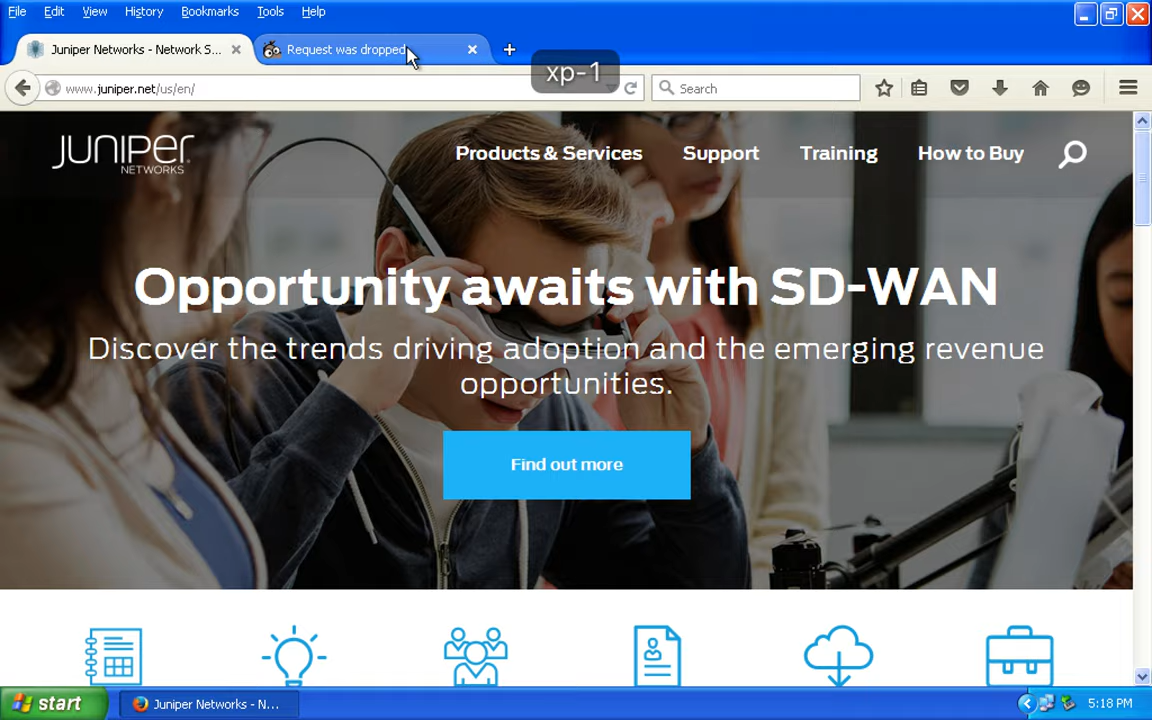 File Edit View History Bookmarks Tools Help
Juniper Networks - Network S... Request was dropped
xp-1
www.juniper.net/us/en/ Search
JUNIPER
NETWORKS
Products & Services Support Training How to Buy
Opportunity awaits with SD-WAN
Discover the trends driving adoption and the emerging revenue
opportunities.
Find out more
start Juniper Networks - N... 5:18 PM